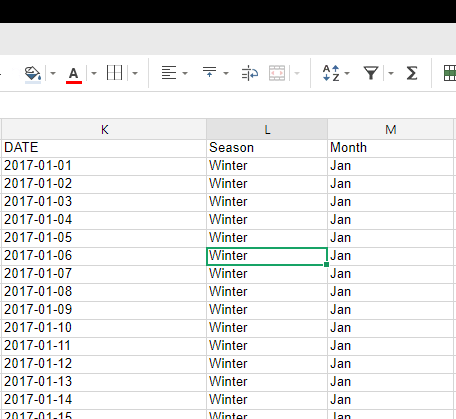 A
A Z
Σ
K L M
DATE Season Month
2017-01-01 Winter Jan
2017-01-02 Winter Jan
2017-01-03 Winter Jan
2017-01-04 Winter Jan
2017-01-05 Winter Jan
2017-01-06 Winter Jan
2017-01-07 Winter Jan
2017-01-08 Winter Jan
2017-01-09 Winter Jan
2017-01-10 Winter Jan
2017-01-11 Winter Jan
2017-01-12 Winter Jan
2017-01-13 Winter Jan
2017-01-14 Winter Jan
2017-01-15 Winter Jan